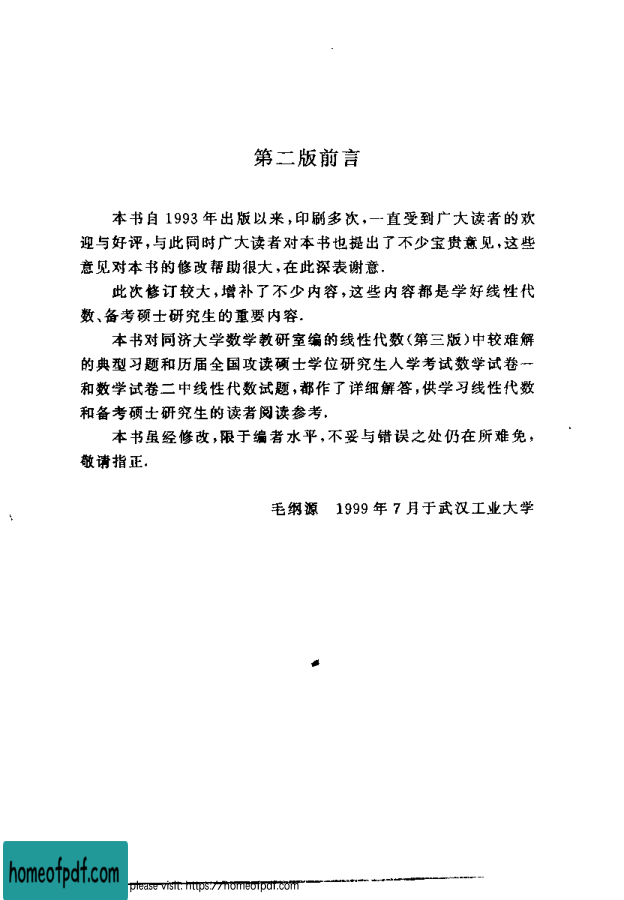 第二版前言
本书自1993年出版以来,印刷多次,一直受到广大读者的欢
迎与好评,与此同时广大读者对本书也提出了不少宝贵意见,这些
意见对本书的修改帮助很大,在此深表谢意.
此次修订较大,增补了不少内容,这些内容都是学好线性代
数、备考硕士研究生的重要内容.
本书对同济大学数学教研室编的线性代数(第三版)中较难解
的典型习题和历届全国攻读硕士学位研究生入学考试数学试卷一
和数学试卷二中线性代数试题,都作了详细解答,供学习线性代数
和备考硕士研究生的读者阅读参考.
本书虽经修改,限于编者水平,不妥与错误之处仍在所难免,
敬请指正.
毛纲源 1999年7月于武汉工业大学
homeofpdf.com
please visit: https://homeofpdf.com